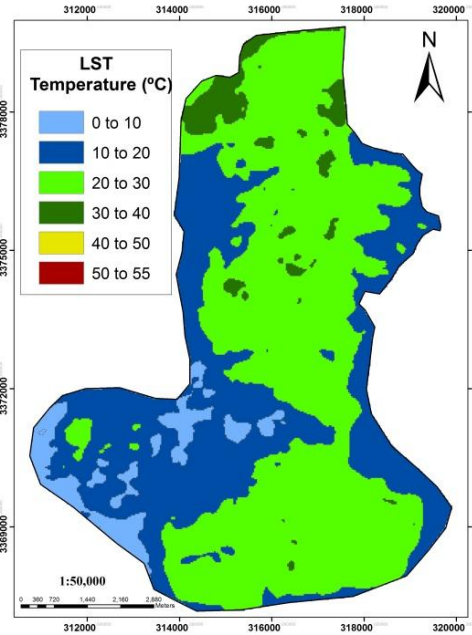 312000 314000 316000 318000 320000
N
LST
Temperature (ºC)
0 to 10
10 to 20
20 to 30
30 to 40
40 to 50
50 to 55
3378000
3375000
3372000
3369000
1:50,000
0 360 720 1,440 2,160 2,880
Meters
312000 314000 316000 318000 320000